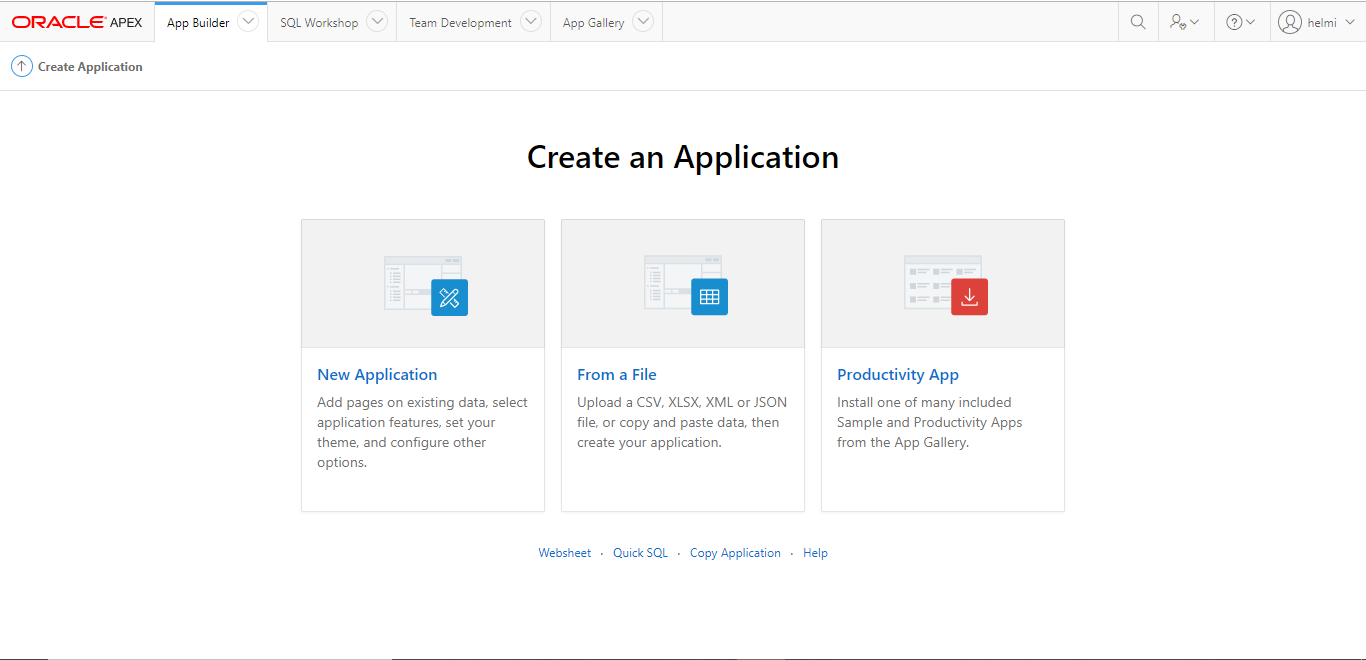 ORACLE APEX App Builder SQL Workshop Team Development App Gallery helmi
Create Application
Create an Application
New Application
Add pages on existing data, select
application features, set your
theme, and configure other
options.
From a File
Upload a CSV, XLSX, XML or JSON
file, or copy and paste data, then
create your application.
Productivity App
Install one of many included
Sample and Productivity Apps
from the App Gallery.
Websheet · Quick SQL · Copy Application · Help